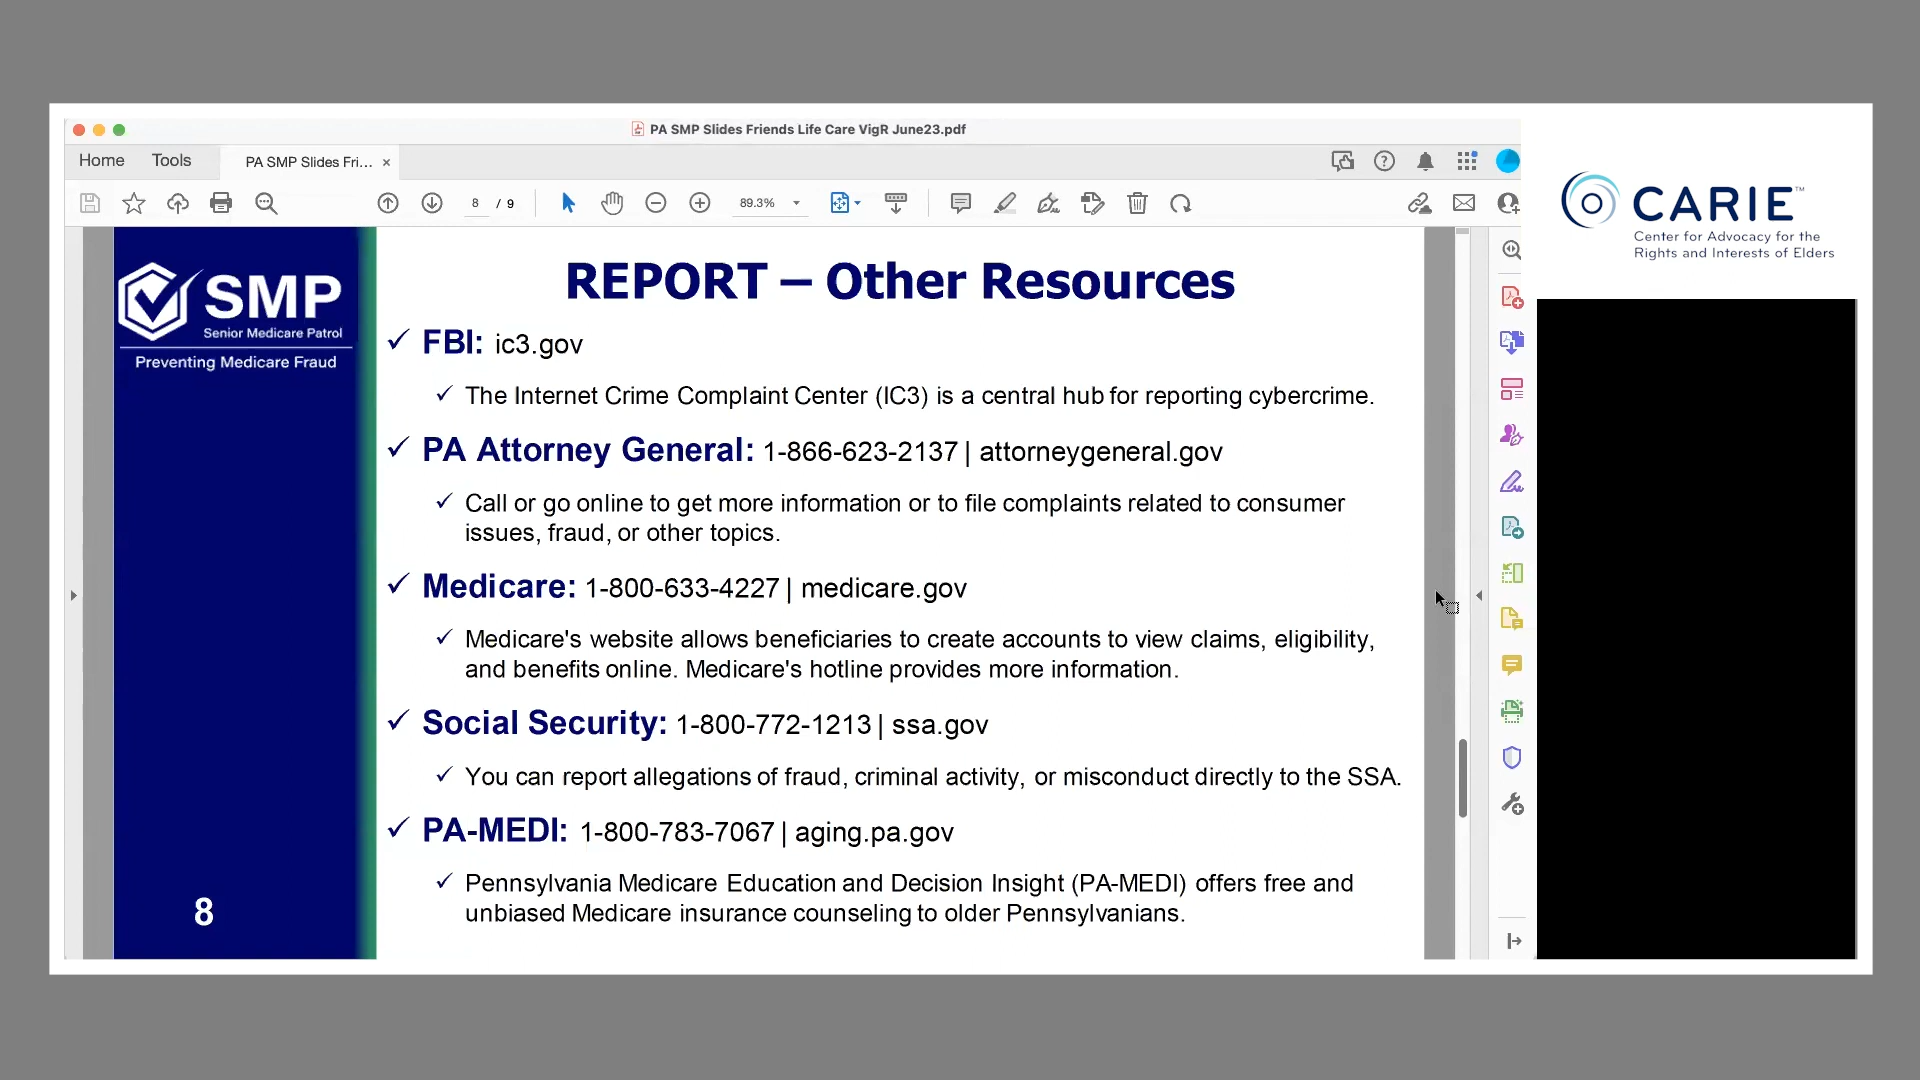 PA SMP Slides Friends Life Care VigR June23.pdf
Home Tools PA SMP Slides Fri... ×
8 / 9 89.3%
CARIE™
Center for Advocacy for the
Rights and Interests of Elders
SMP
Senior Medicare Patrol
Preventing Medicare Fraud
REPORT – Other Resources
✓ FBI: ic3.gov
✓ The Internet Crime Complaint Center (IC3) is a central hub for reporting cybercrime.
✓ PA Attorney General: 1-866-623-2137 | attorneygeneral.gov
✓ Call or go online to get more information or to file complaints related to consumer
issues, fraud, or other topics.
✓ Medicare: 1-800-633-4227 | medicare.gov
✓ Medicare's website allows beneficiaries to create accounts to view claims, eligibility,
and benefits online. Medicare's hotline provides more information.
✓ Social Security: 1-800-772-1213 | ssa.gov
✓ You can report allegations of fraud, criminal activity, or misconduct directly to the SSA.
✓ PA-MEDI: 1-800-783-7067 | aging.pa.gov
✓ Pennsylvania Medicare Education and Decision Insight (PA-MEDI) offers free and
unbiased Medicare insurance counseling to older Pennsylvanians.
8